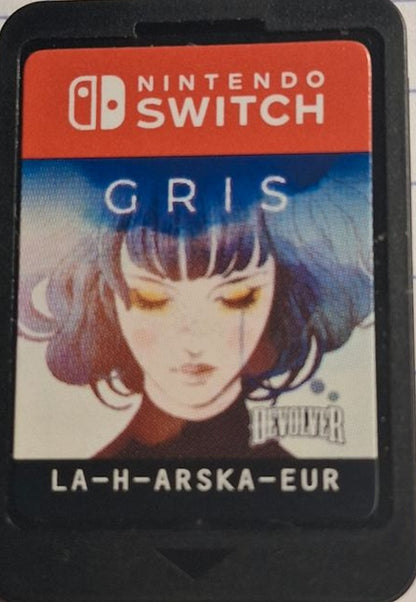 NINTENDO
SWITCH
GRIS
DEVOLVER
LA-H-ARSKA-EUR